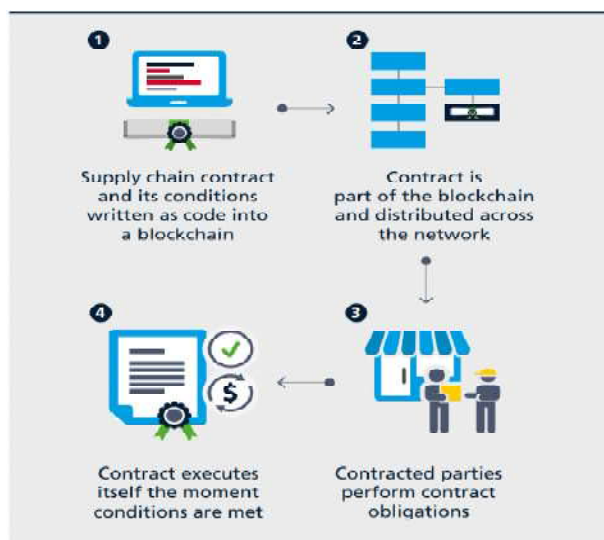 1
Supply chain contract
and its conditions
written as code into
a blockchain
2
Contract is
part of the blockchain
and distributed across
the network
3
Contracted parties
perform contract
obligations
4
$
Contract executes
itself the moment
conditions are met